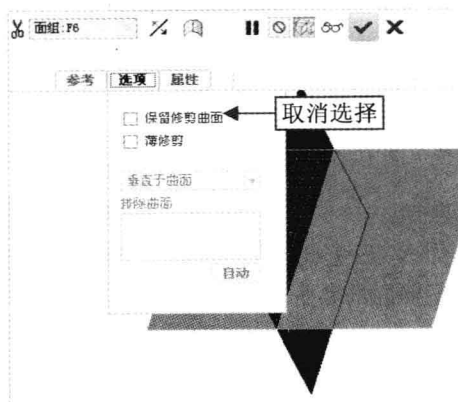 面组:F6
参考 选项 属性
保留修剪曲面 取消选择
薄修剪
垂直于曲面
排除曲面
自动